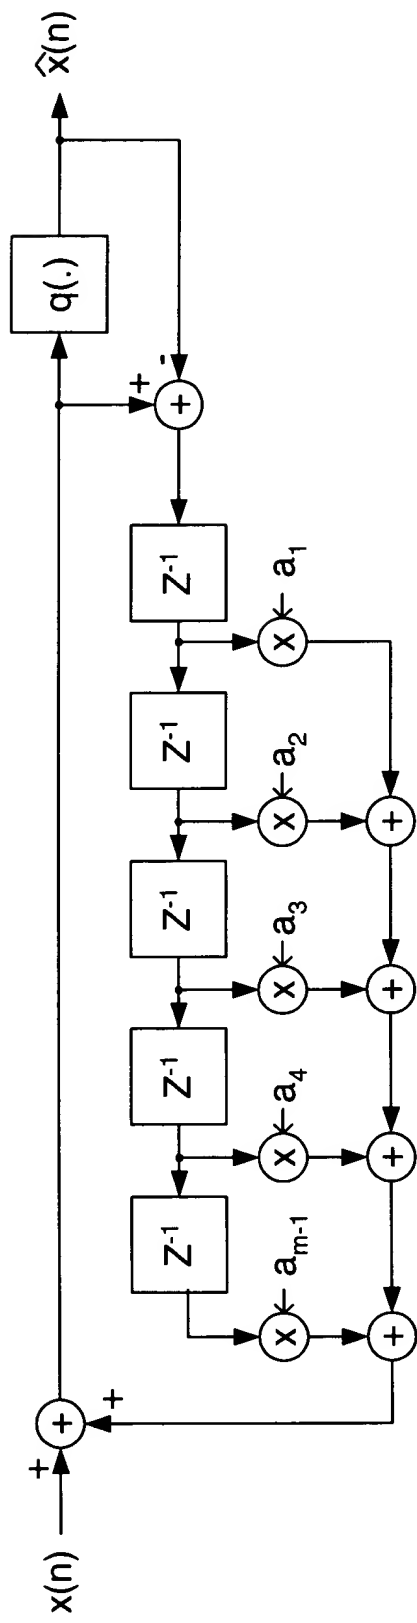 x(n)
+
+
+
q(.)
x̂(n)
+
-
+
Z⁻¹
Z⁻¹
Z⁻¹
Z⁻¹
Z⁻¹
x
aₘ₋₁
x
a₄
x
a₃
x
a₂
x
a₁
+
+
+
+